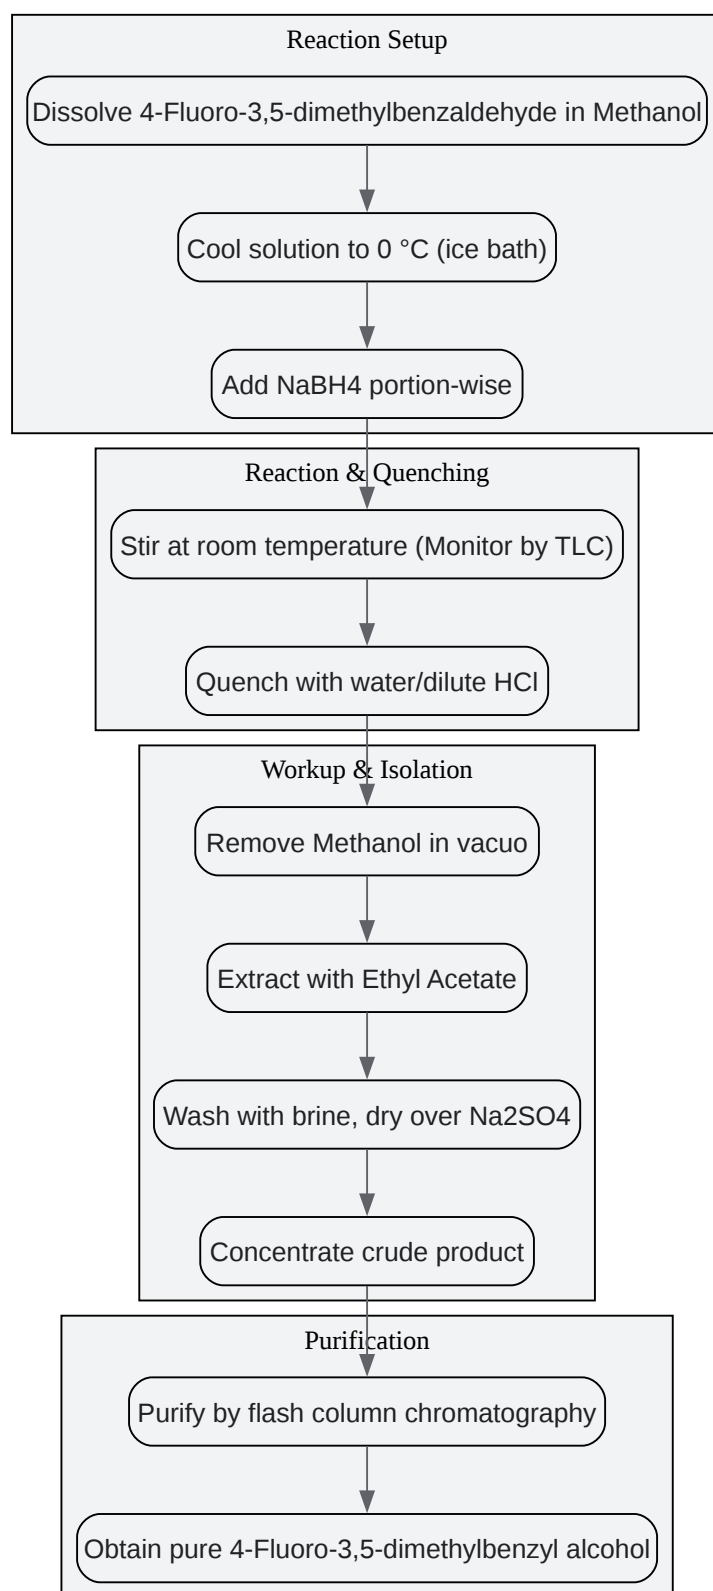 Reaction Setup
Dissolve 4-Fluoro-3,5-dimethylbenzaldehyde in Methanol
Cool solution to 0 °C (ice bath)
Add NaBH4 portion-wise
Reaction & Quenching
Stir at room temperature (Monitor by TLC)
Quench with water/dilute HCl
Workup & Isolation
Remove Methanol in vacuo
Extract with Ethyl Acetate
Wash with brine, dry over Na2SO4
Concentrate crude product
Purification
Purify by flash column chromatography
Obtain pure 4-Fluoro-3,5-dimethylbenzyl alcohol